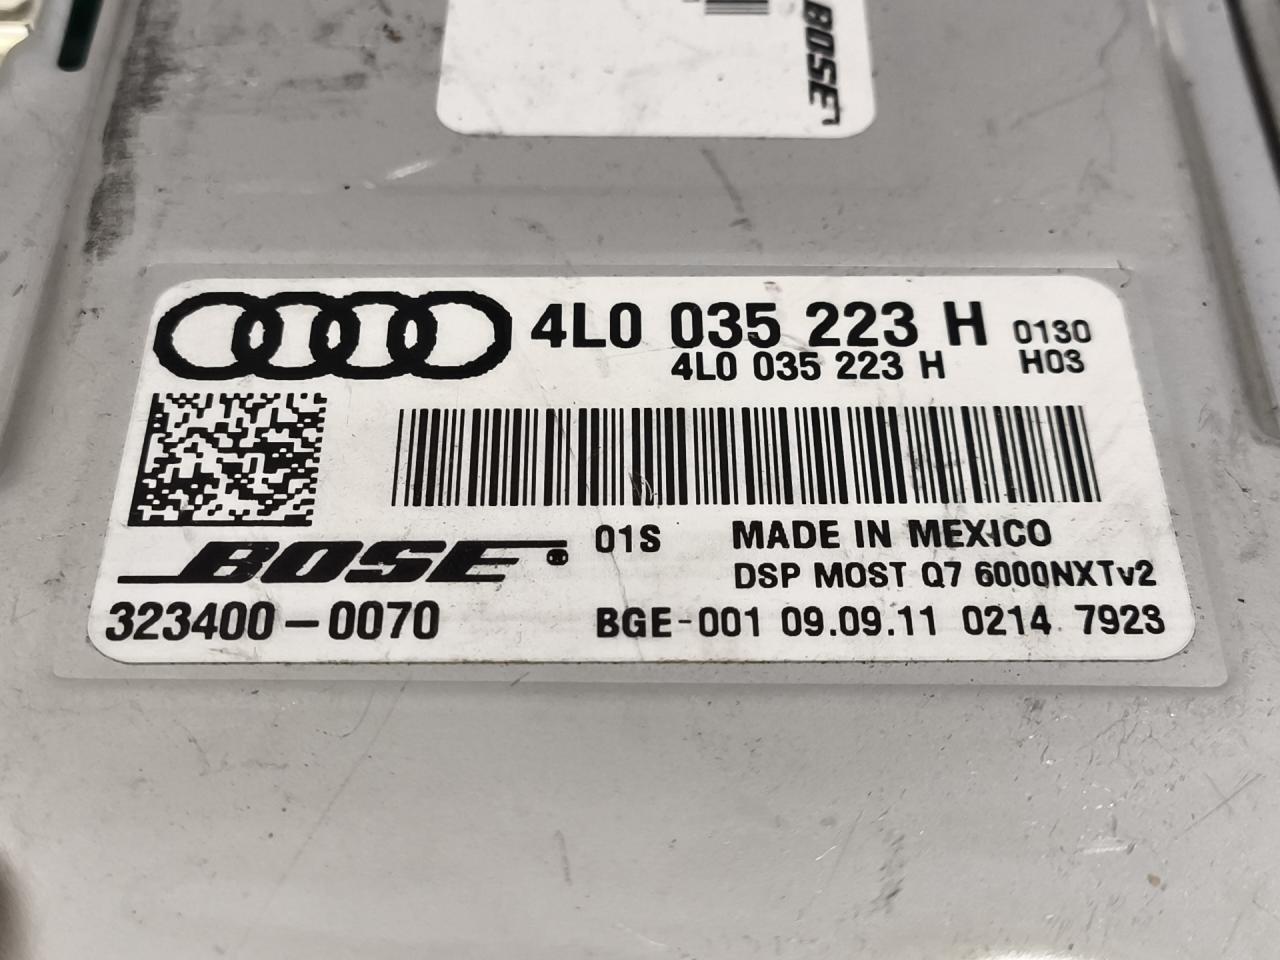 BOSE
4L0 035 223 H 0130
4L0 035 223 H H03
01S MADE IN MEXICO
BOSE®
DSP MOST Q7 6000NXTv2
323400-0070 BGE-001 09.09.11 0214 7923